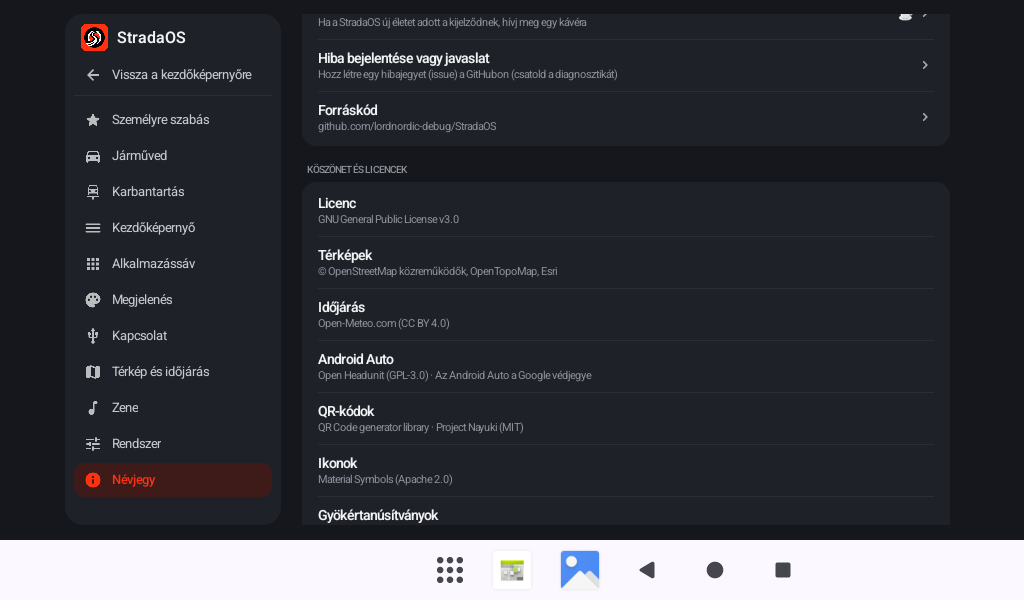 StradaOS
Vissza a kezdőképernyőre
Személyre szabás
Járműved
Karbantartás
Kezdőképernyő
Alkalmazássáv
Megjelenés
Kapcsolat
Térkép és időjárás
Zene
Rendszer
Névjegy
Ha a StradaOS új életet adott a kijelződnek, hívj meg egy kávéra
Hiba bejelentése vagy javaslat
Hozz létre egy hibajegyet (issue) a GitHubon (csatold a diagnosztikát)
Forráskód
github.com/lordnordic-debug/StradaOS
KÖSZÖNET ÉS LICENCEK
Licenc
GNU General Public License v3.0
Térképek
© OpenStreetMap közreműködők, OpenTopoMap, Esri
Időjárás
Open-Meteo.com (CC BY 4.0)
Android Auto
Open Headunit (GPL-3.0) · Az Android Auto a Google védjegye
QR-kódok
QR Code generator library · Project Nayuki (MIT)
Ikonok
Material Symbols (Apache 2.0)
Gyökértanúsítványok